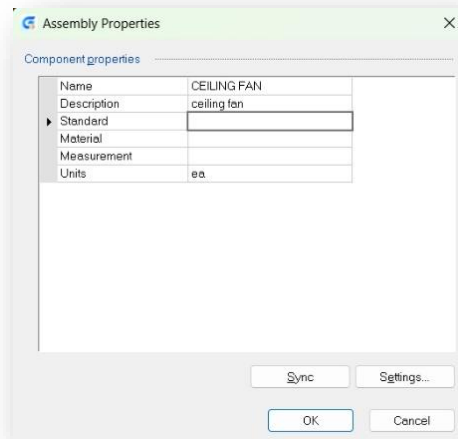 Assembly Properties
Component properties
Name CEILING FAN
Description ceiling fan
Standard
Material
Measurement
Units ea
Sync Settings...
OK Cancel